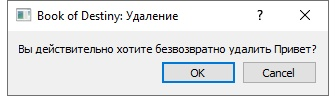 Book of Destiny: Удаление ?
Вы действительно хотите безвозвратно удалить Привет?
OK Cancel